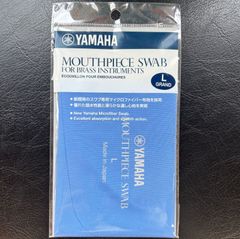 YAMAHA
MOUTHPIECE SWAB
FOR BRASS INSTRUMENTS
ECOUVILLON POUR EMBOUCHURES
L
GRAND
New Yamaha Microfiber Swab.
Excellent absorption and smooth action.
YAMAHA
MOUTHPIECE SWAB
L
Made in Japan